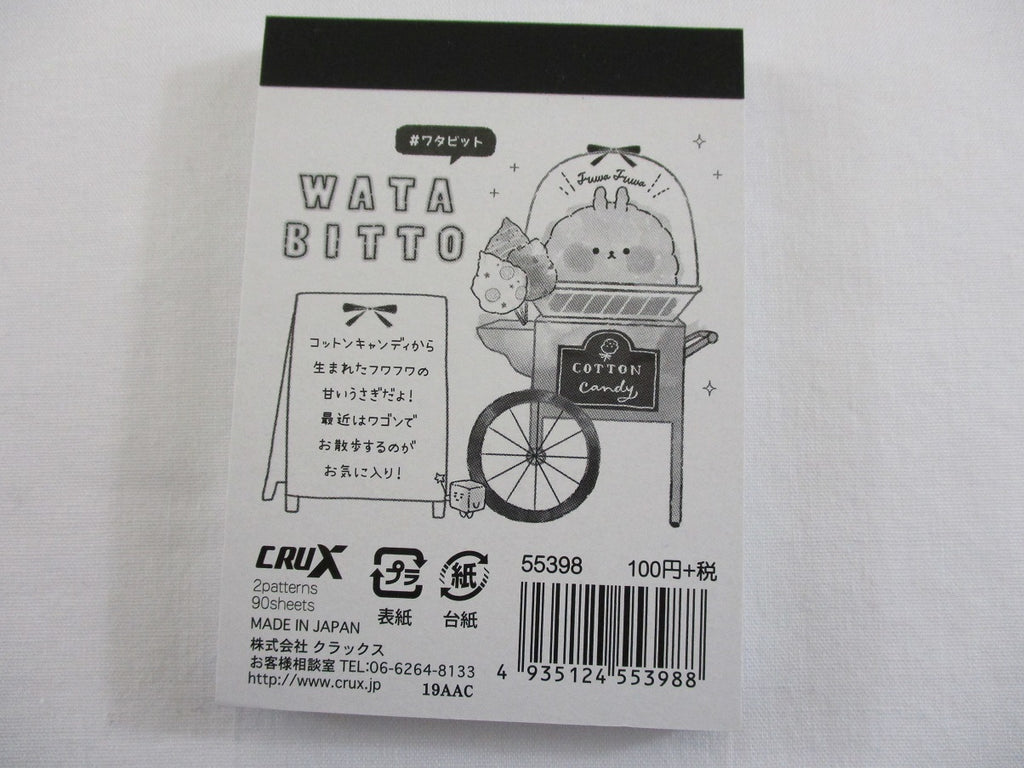 #ワタビット
WATA
BITTO
Fuwa Fuwa
コットンキャンディから
生まれたフワフワの
甘いうさぎだよ!
最近はワゴンで
お散歩するのが
お気に入り!
COTTON
Candy
CRUX
2patterns
90sheets
MADE IN JAPAN
プラ
表紙
紙
台紙
55398
100円+税
株式会社 クラックス
お客様相談室 TEL:06-6264-8133
http://www.crux.jp
19AAC
4 935124 553988